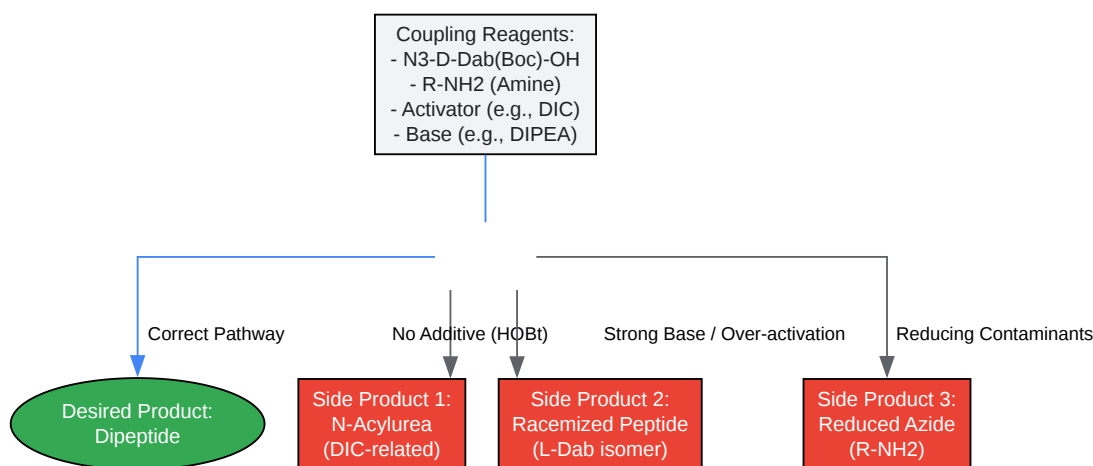 Coupling Reagents:
- N3-D-Dab(Boc)-OH
- R-NH2 (Amine)
- Activator (e.g., DIC)
- Base (e.g., DIPEA)
Correct Pathway
No Additive (HOBt)
Strong Base / Over-activation
Reducing Contaminants
Desired Product:
Dipeptide
Side Product 1:
N-Acylurea
(DIC-related)
Side Product 2:
Racemized Peptide
(L-Dab isomer)
Side Product 3:
Reduced Azide
(R-NH2)